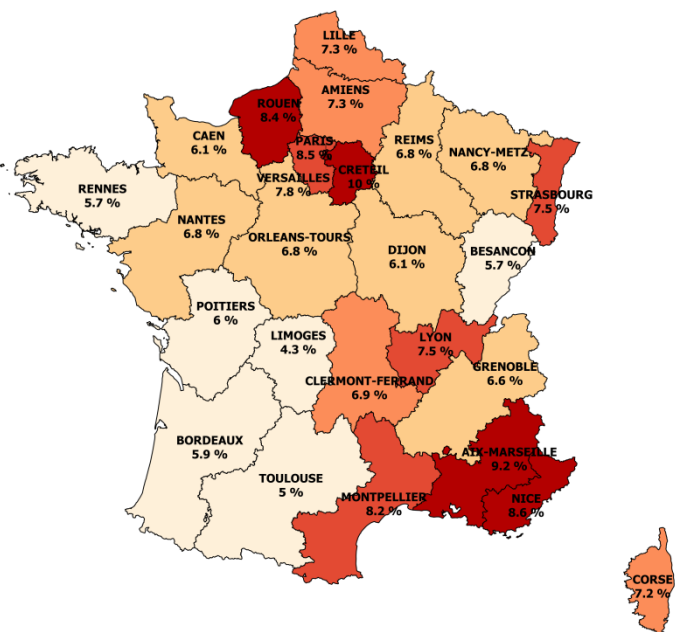 LILLE
7.3 %
AMIENS
7.3 %
ROUEN
8.4 %
CAEN
6.1 %
PARIS
8.5 %
CRETEIL
10 %
VERSAILLES
7.8 %
REIMS
6.8 %
NANCY-METZ
6.8 %
STRASBOURG
7.5 %
RENNES
5.7 %
NANTES
6.8 %
ORLEANS-TOURS
6.8 %
DIJON
6.1 %
BESANCON
5.7 %
POITIERS
6 %
LIMOGES
4.3 %
CLERMONT-FERRAND
6.9 %
LYON
7.5 %
GRENOBLE
6.6 %
BORDEAUX
5.9 %
TOULOUSE
5 %
MONTPELLIER
8.2 %
AIX-MARSEILLE
9.2 %
NICE
8.6 %
CORSE
7.2 %